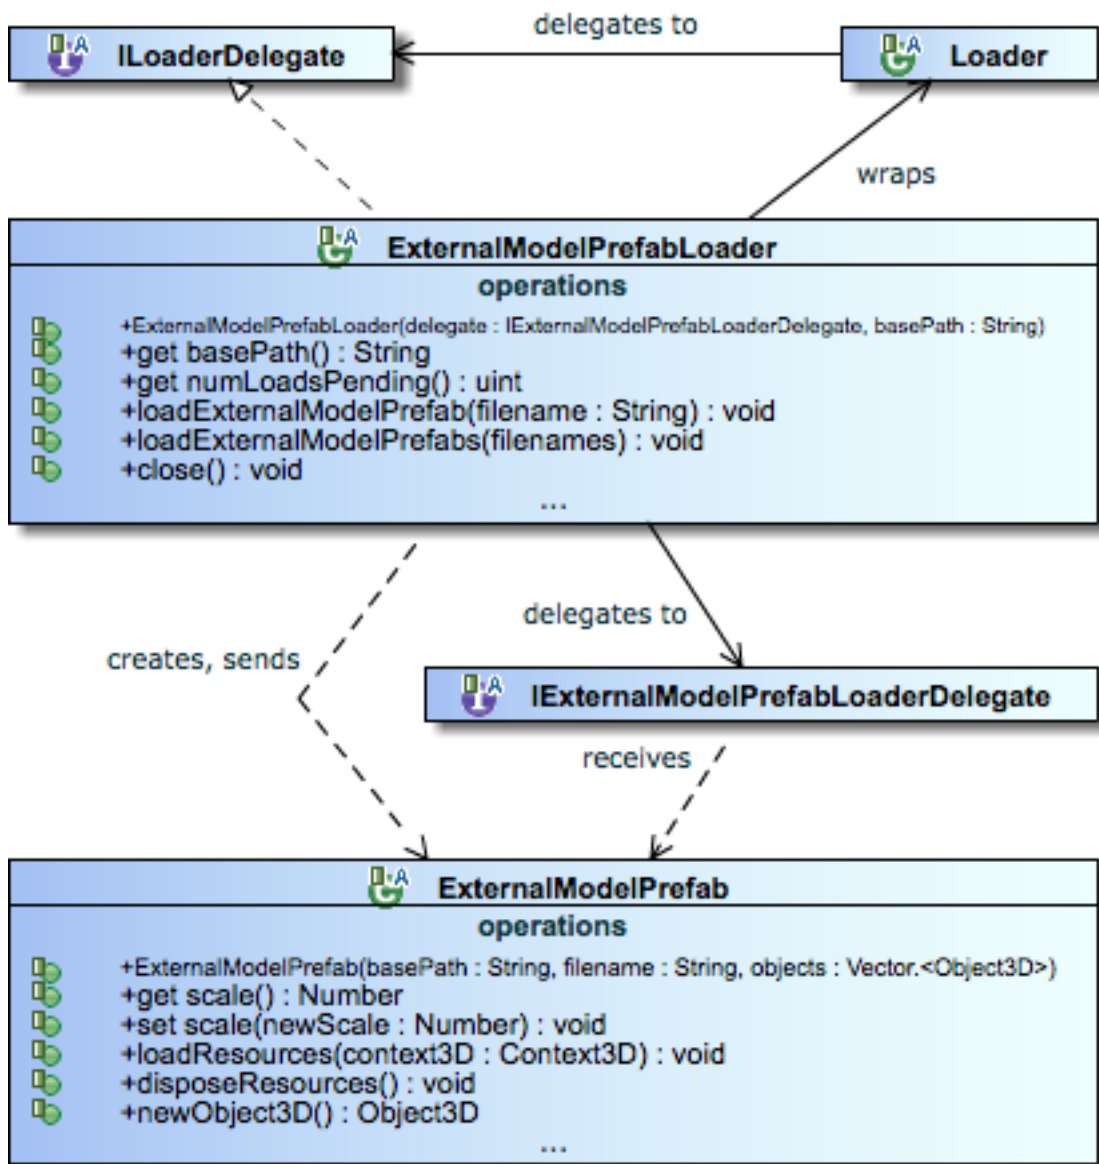 delegates to
ILoaderDelegate
Loader
wraps
ExternalModelPrefabLoader
operations
+ExternalModelPrefabLoader(delegate : IExternalModelPrefabLoaderDelegate, basePath : String)
+get basePath() : String
+get numLoadsPending() : uint
+loadExternalModelPrefab(filename : String) : void
+loadExternalModelPrefabs(filenames) : void
+close() : void
...
delegates to
creates, sends
IExternalModelPrefabLoaderDelegate
receives
ExternalModelPrefab
operations
+ExternalModelPrefab(basePath : String, filename : String, objects : Vector.<Object3D>)
+get scale() : Number
+set scale(newScale : Number) : void
+loadResources(context3D : Context3D) : void
+disposeResources() : void
+newObject3D() : Object3D
...